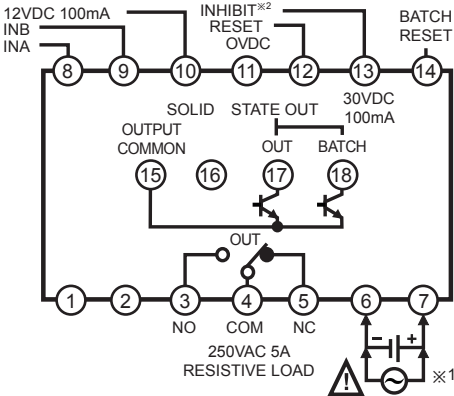 12VDC 100mA
INB
INA
INHIBIT※2
RESET
0VDC
BATCH
RESET
8 9 10 11 12 13 14
30VDC
100mA
SOLID STATE OUT
OUTPUT
COMMON
OUT BATCH
15 16 17 18
OUT
1 2 3 4 5 6 7
NO COM NC
250VAC 5A
RESISTIVE LOAD
- +
! ※1